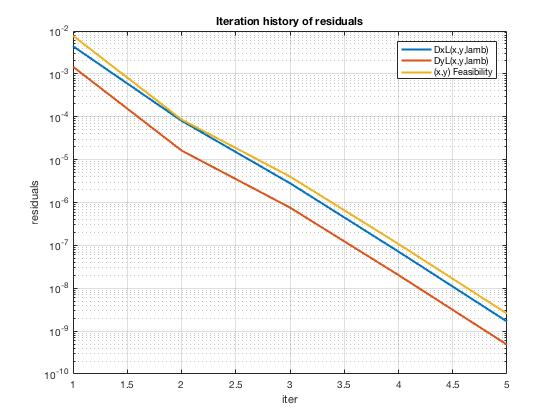 Iteration history of residuals
DxL(x,y,lamb)
DyL(x,y,lamb)
(x,y) Feasibility
10-2
10-3
10-4
10-5
10-6
10-7
10-8
10-9
10-10
residuals
1 1.5 2 2.5 3 3.5 4 4.5 5
iter